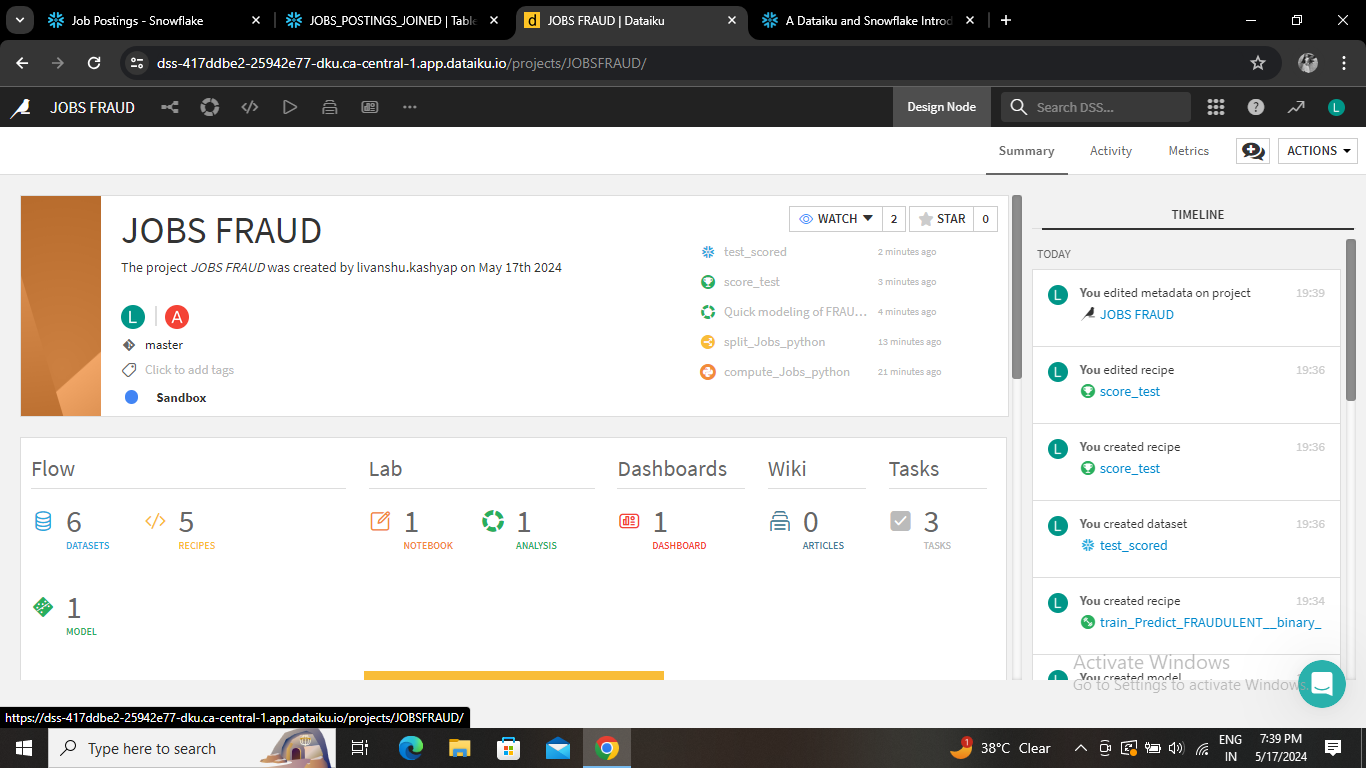 Job Postings - Snowflake
JOBS_POSTINGS_JOINED | Table
JOBS FRAUD | Dataiku
A Dataiku and Snowflake Introd
dss-417ddbe2-25942e77-dku.ca-central-1.app.dataiku.io/projects/JOBSFRAUD/
JOBS FRAUD
Design Node
Search DSS...
L
Summary
Activity
Metrics
ACTIONS
JOBS FRAUD
The project JOBS FRAUD was created by livanshu.kashyap on May 17th 2024
L
A
master
Click to add tags
Sandbox
WATCH
2
STAR
0
test_scored
2 minutes ago
score_test
3 minutes ago
Quick modeling of FRAU...
4 minutes ago
split_Jobs_python
13 minutes ago
compute_Jobs_python
21 minutes ago
Flow
6
DATASETS
5
RECIPES
1
MODEL
Lab
1
NOTEBOOK
1
ANALYSIS
Dashboards
1
DASHBOARD
Wiki
0
ARTICLES
Tasks
3
TASKS
TIMELINE
TODAY
L
You edited metadata on project
19:39
JOBS FRAUD
L
You edited recipe
19:36
score_test
L
You created recipe
19:36
score_test
L
You created dataset
19:36
test_scored
L
You created recipe
19:34
train_Predict_FRAUDULENT__binary_
L
You created model
Activate Windows
Go to Settings to activate Windows.
https://dss-417ddbe2-25942e77-dku.ca-central-1.app.dataiku.io/projects/JOBSFRAUD/
Type here to search
1
38°C Clear
ENG
IN
7:39 PM
5/17/2024